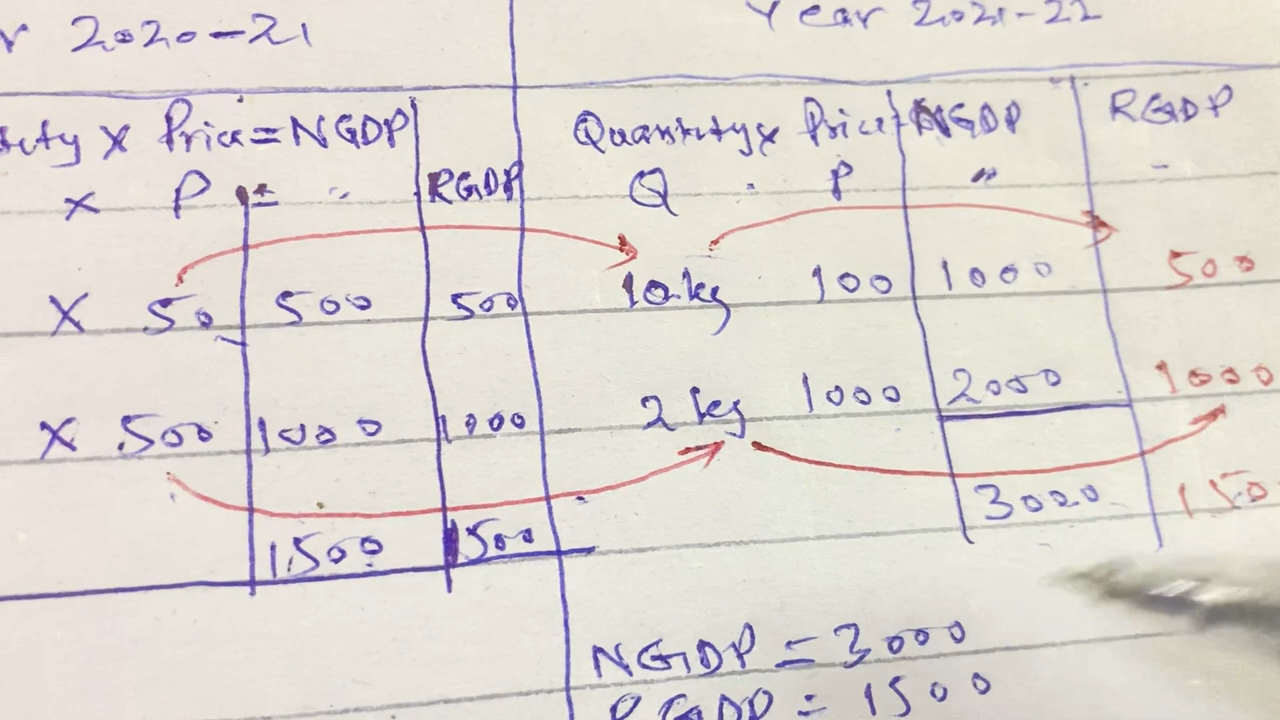 r 2020-21 Year 2021-22
tity x Price = NGDP Quantity x Price = NGDP RGDP
x P = " RGDP Q . P " -
x 50 500 500 10 kg 100 1000 500
x 500 1000 1000 2 kg 1000 2000 1000
1500 1500 3000 150
NGDP = 3000
RGDP = 1500